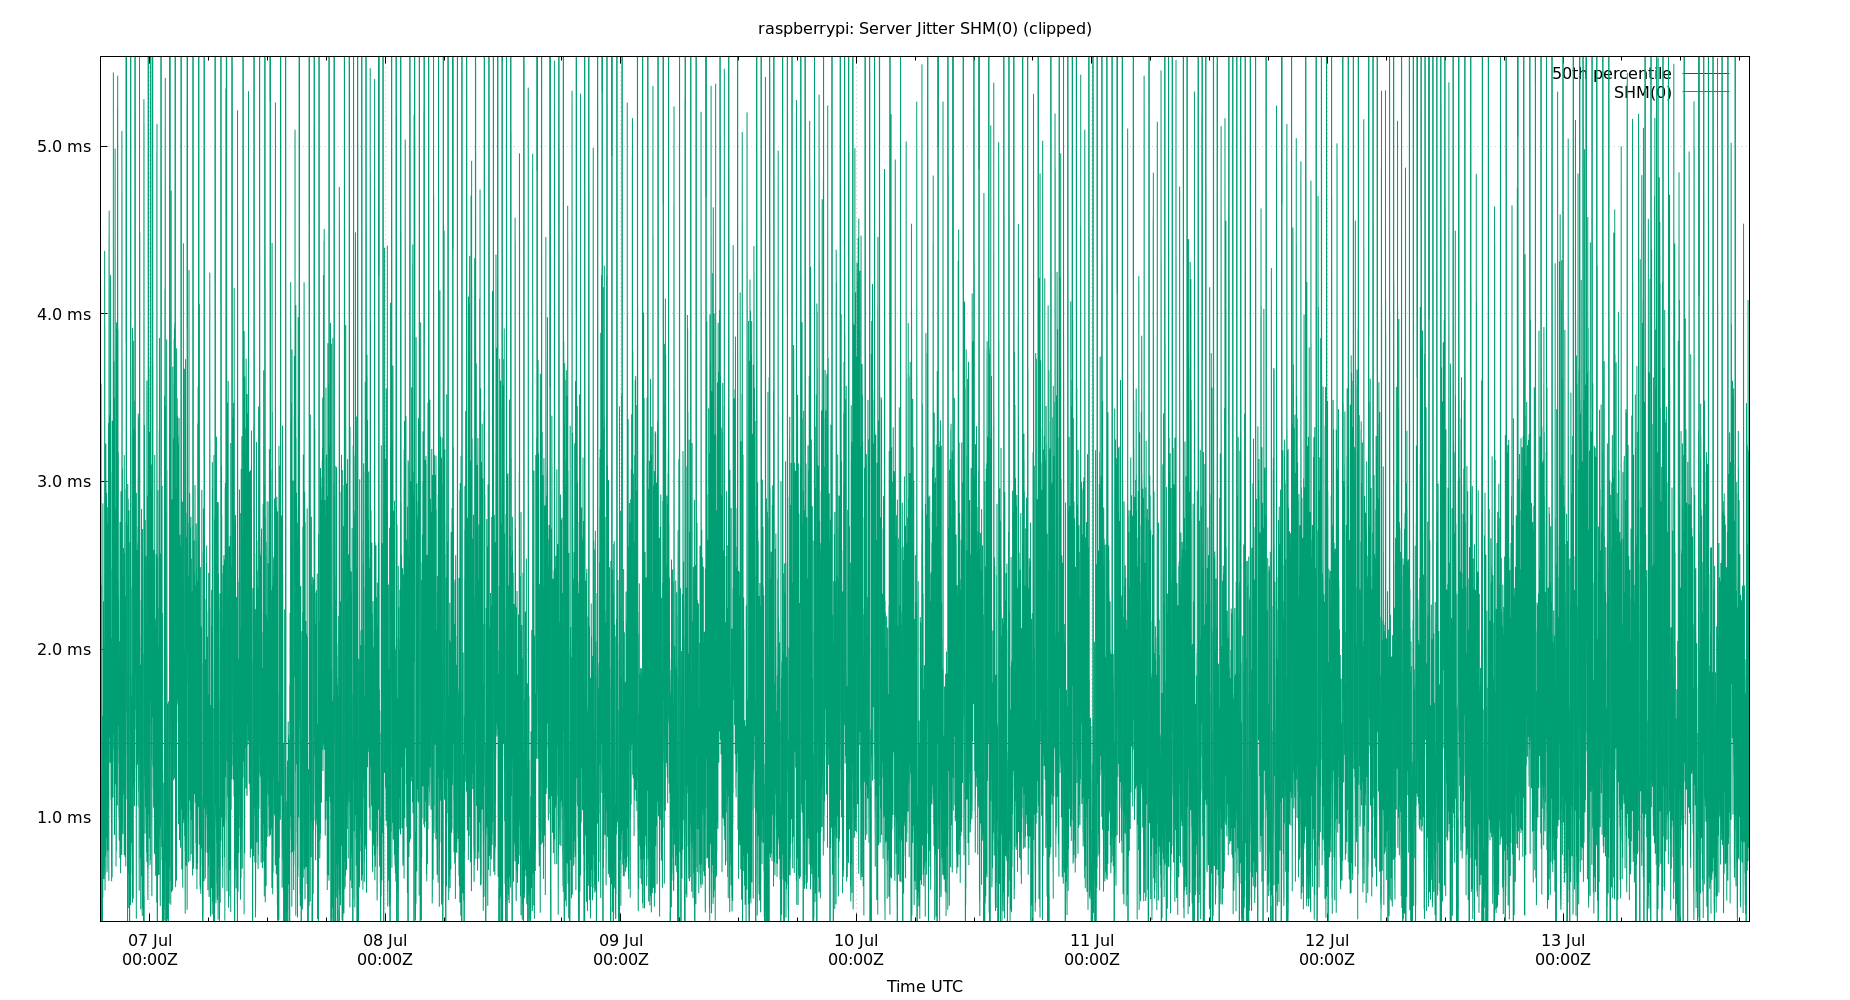 raspberrypi: Server Jitter SHM(0) (clipped)
50th percentile
SHM(0)
5.0 ms
4.0 ms
3.0 ms
2.0 ms
1.0 ms
07 Jul 08 Jul 09 Jul 10 Jul 11 Jul 12 Jul 13 Jul
00:00Z 00:00Z 00:00Z 00:00Z 00:00Z 00:00Z 00:00Z
Time UTC